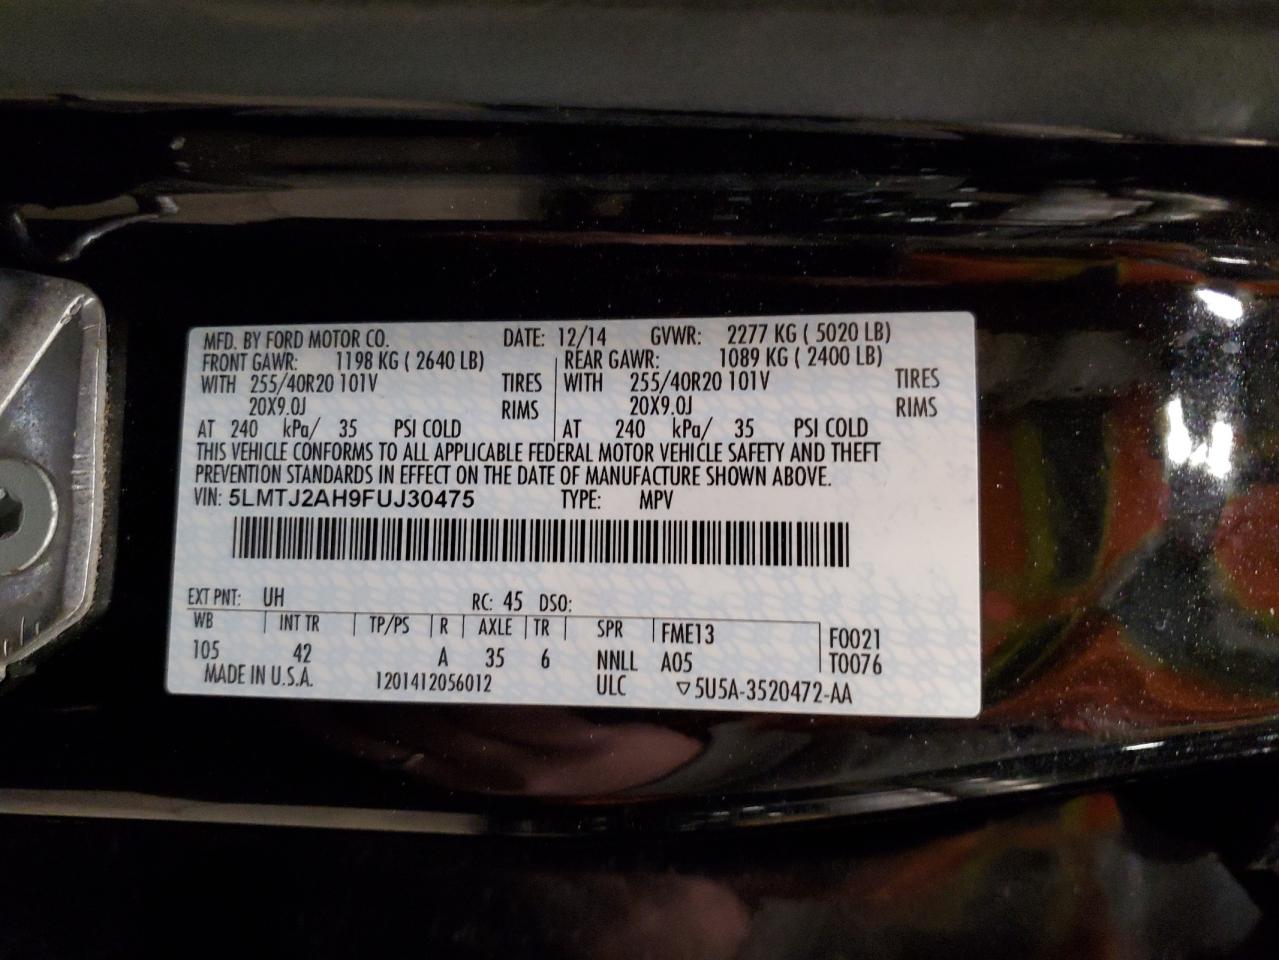 MFD. BY FORD MOTOR CO. DATE: 12/14 GVWR: 2277 KG ( 5020 LB)
FRONT GAWR: 1198 KG ( 2640 LB) REAR GAWR: 1089 KG ( 2400 LB)
WITH 255/40R20 101V TIRES WITH 255/40R20 101V TIRES
20X9.0J RIMS 20X9.0J RIMS
AT 240 kPa/ 35 PSI COLD AT 240 kPa/ 35 PSI COLD
THIS VEHICLE CONFORMS TO ALL APPLICABLE FEDERAL MOTOR VEHICLE SAFETY AND THEFT
PREVENTION STANDARDS IN EFFECT ON THE DATE OF MANUFACTURE SHOWN ABOVE.
VIN: 5LMTJ2AH9FUJ30475 TYPE: MPV
EXT PNT: UH RC: 45 DSO:
WB INT TR TP/PS R AXLE TR SPR FME13 F0021
105 42 A 35 6 NNLL A05 T0076
MADE IN U.S.A. 1201412056012 ULC ▽5U5A-3520472-AA